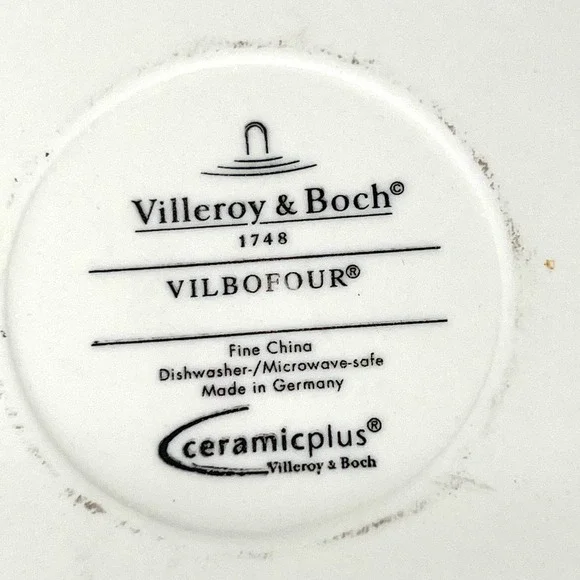 Villeroy & Boch©
1748
VILBOFOUR®
Fine China
Dishwasher-/Microwave-safe
Made in Germany
ceramicplus®
Villeroy & Boch